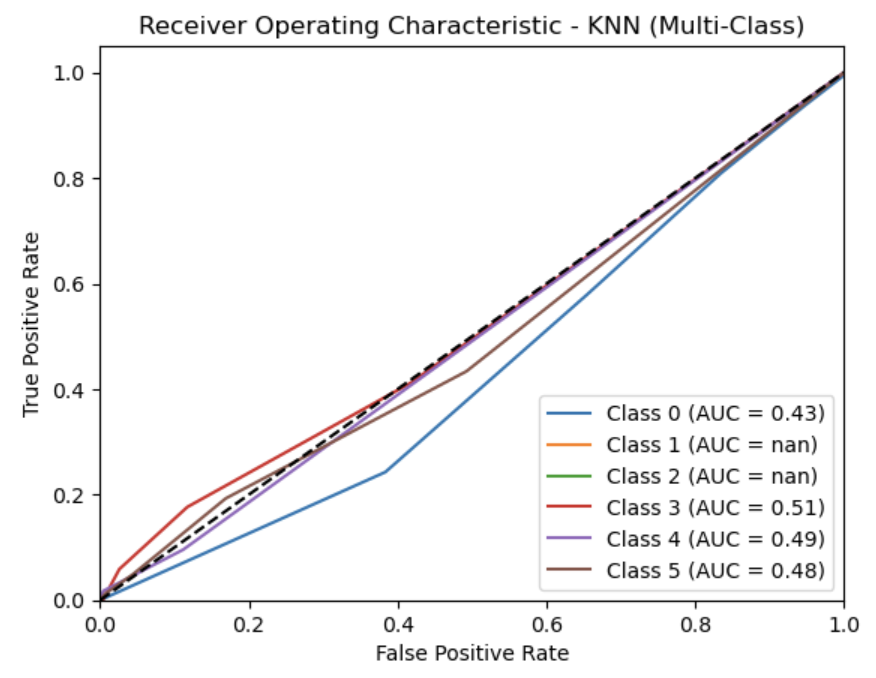 Receiver Operating Characteristic - KNN (Multi-Class)
True Positive Rate
1.0
0.8
0.6
0.4
0.2
0.0
Class 0 (AUC = 0.43)
Class 1 (AUC = nan)
Class 2 (AUC = nan)
Class 3 (AUC = 0.51)
Class 4 (AUC = 0.49)
Class 5 (AUC = 0.48)
0.0 0.2 0.4 0.6 0.8 1.0
False Positive Rate